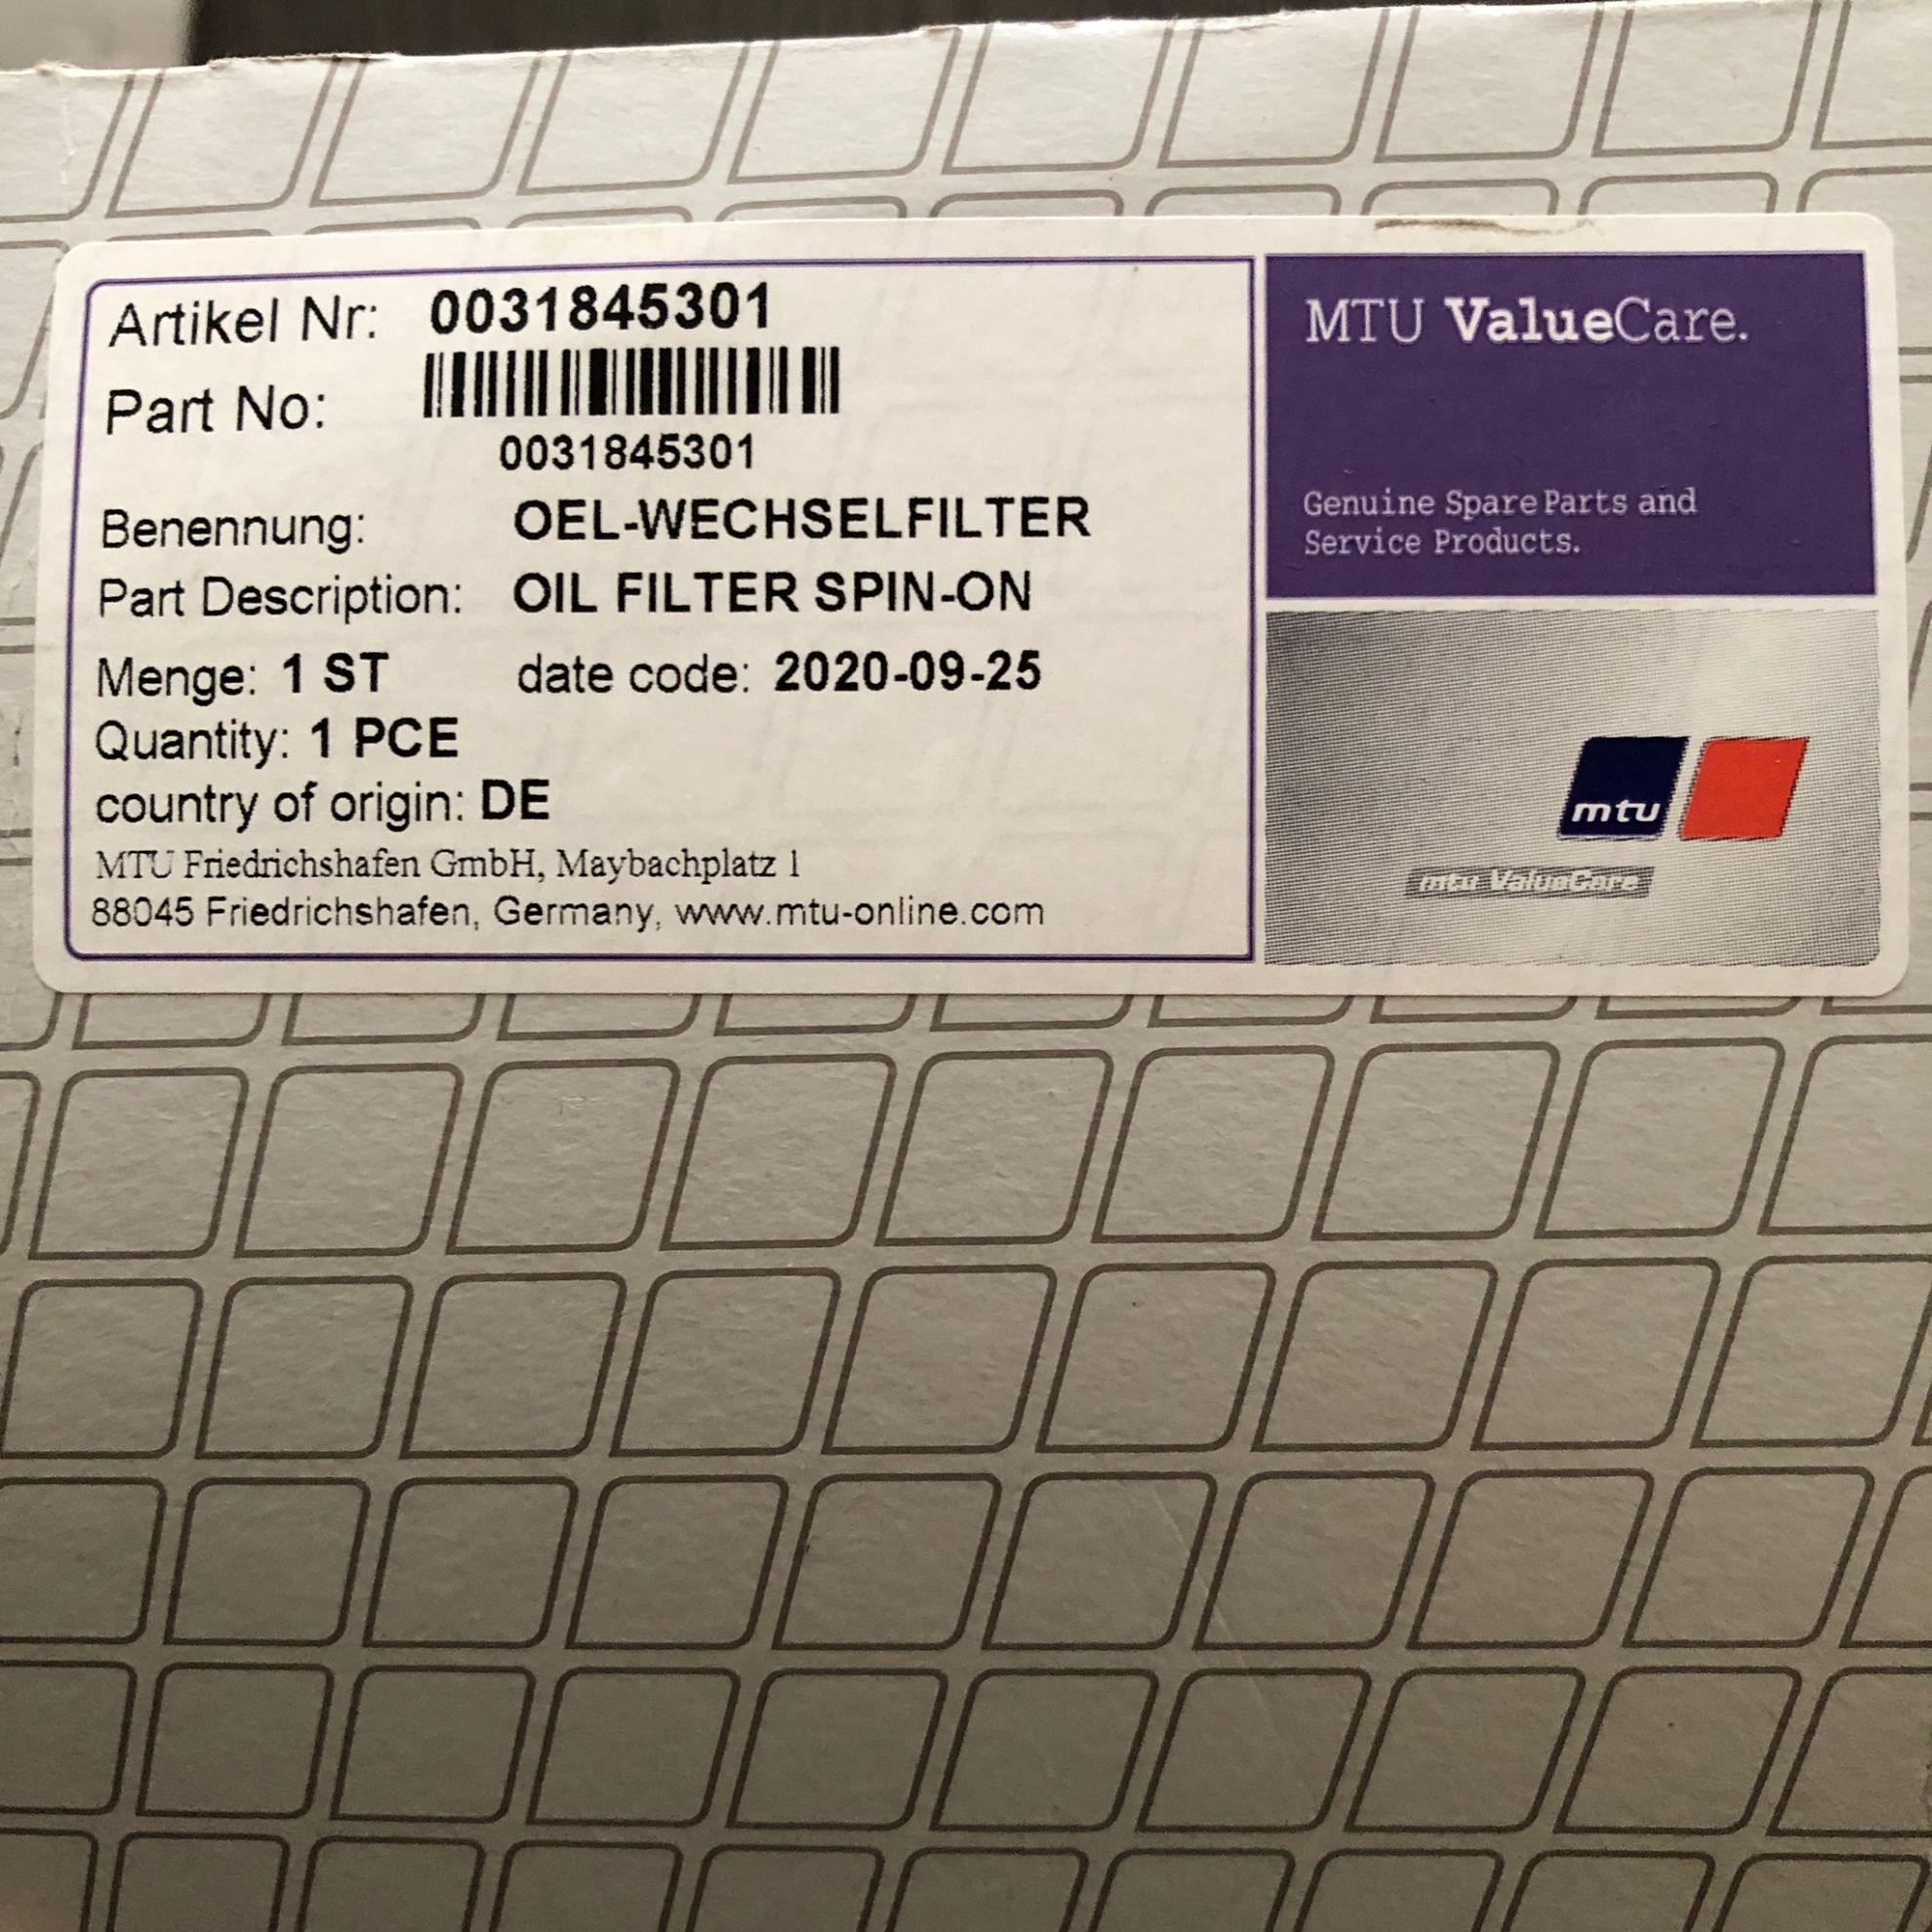 Artikel Nr: 0031845301
Part No:
0031845301
Benennung: OEL-WECHSELFILTER
Part Description: OIL FILTER SPIN-ON
Menge: 1 ST date code: 2020-09-25
Quantity: 1 PCE
country of origin: DE
MTU Friedrichshafen GmbH, Maybachplatz 1
88045 Friedrichshafen, Germany, www.mtu-online.com
MTU ValueCare.
Genuine Spare Parts and
Service Products.
mtu
mtu ValueCare